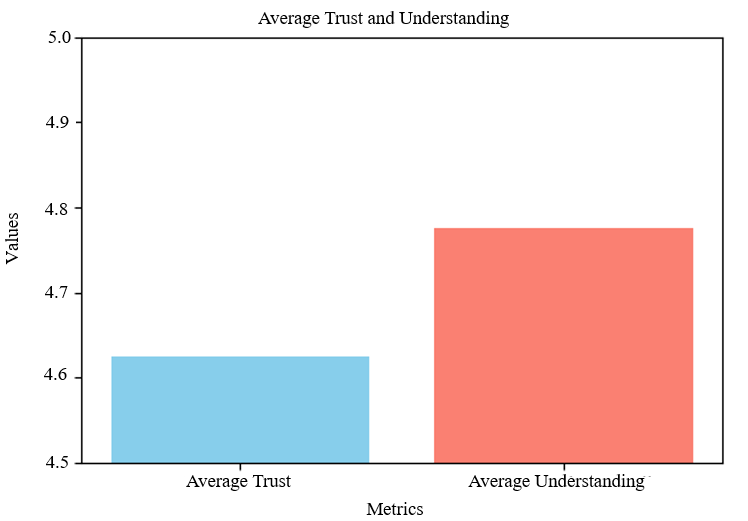 Average Trust and Understanding
5.0
4.9
4.8
4.7
4.6
4.5
Values
Average Trust
Average Understanding
Metrics